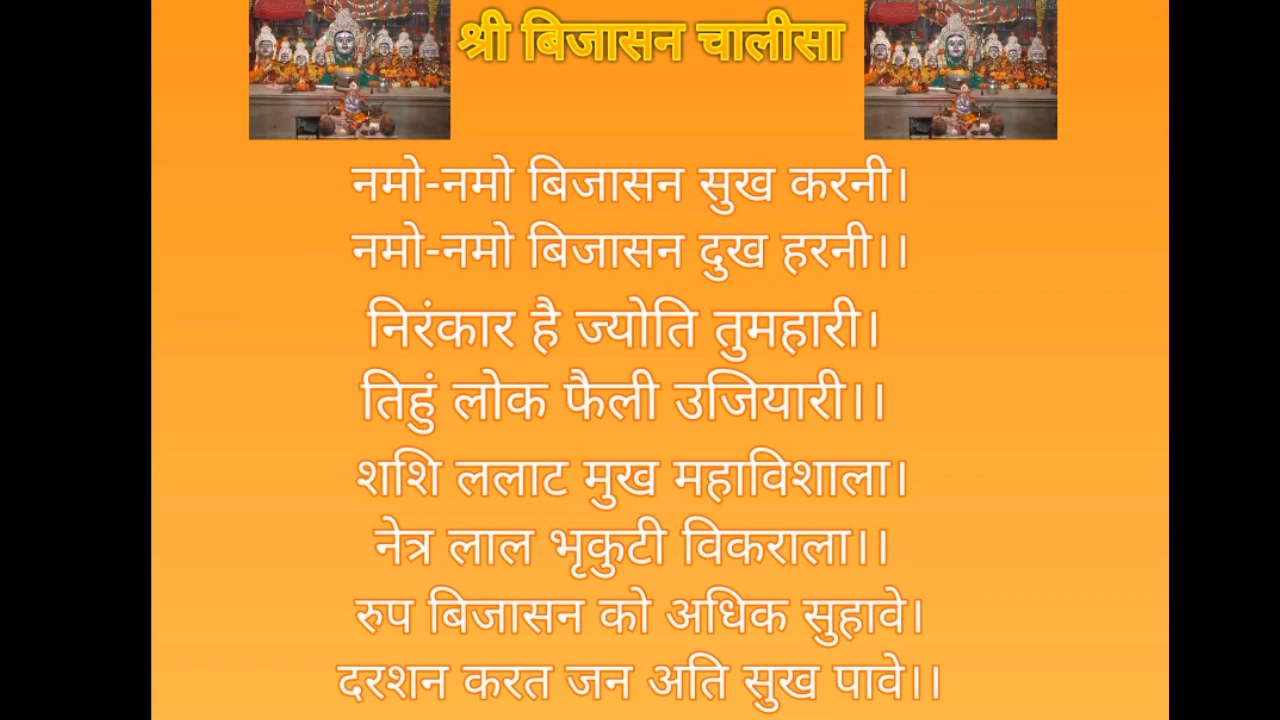 श्री बिजासन चालीसा
नमो-नमो बिजासन सुख करनी।
नमो-नमो बिजासन दुख हरनी।।
निरंकार है ज्योति तुमहारी।
तिहुं लोक फैली उजियारी।।
शशि ललाट मुख महाविशाला।
नेत्र लाल भृकुटी विकराला।।
रुप बिजासन को अधिक सुहावे।
दरशन करत जन अति सुख पावे।।